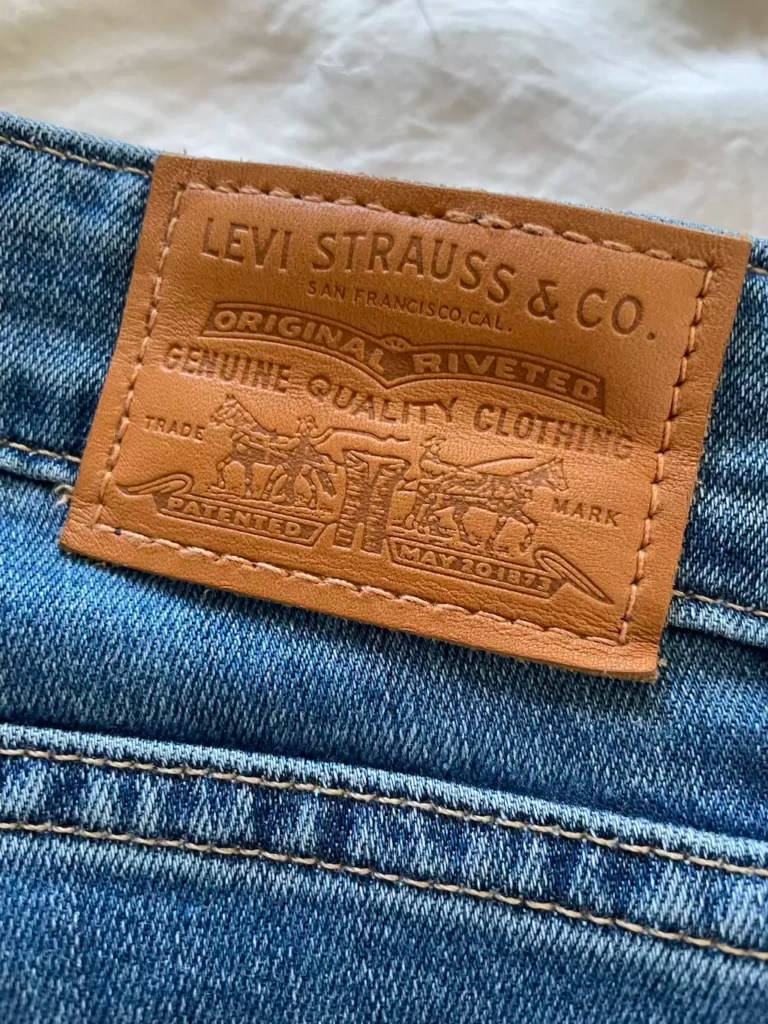 LEVI STRAUSS & CO.
SAN FRANCISCO, CAL.
ORIGINAL RIVETED
GENUINE QUALITY CLOTHING
TRADE MARK
PATENTED MAY 20 1873